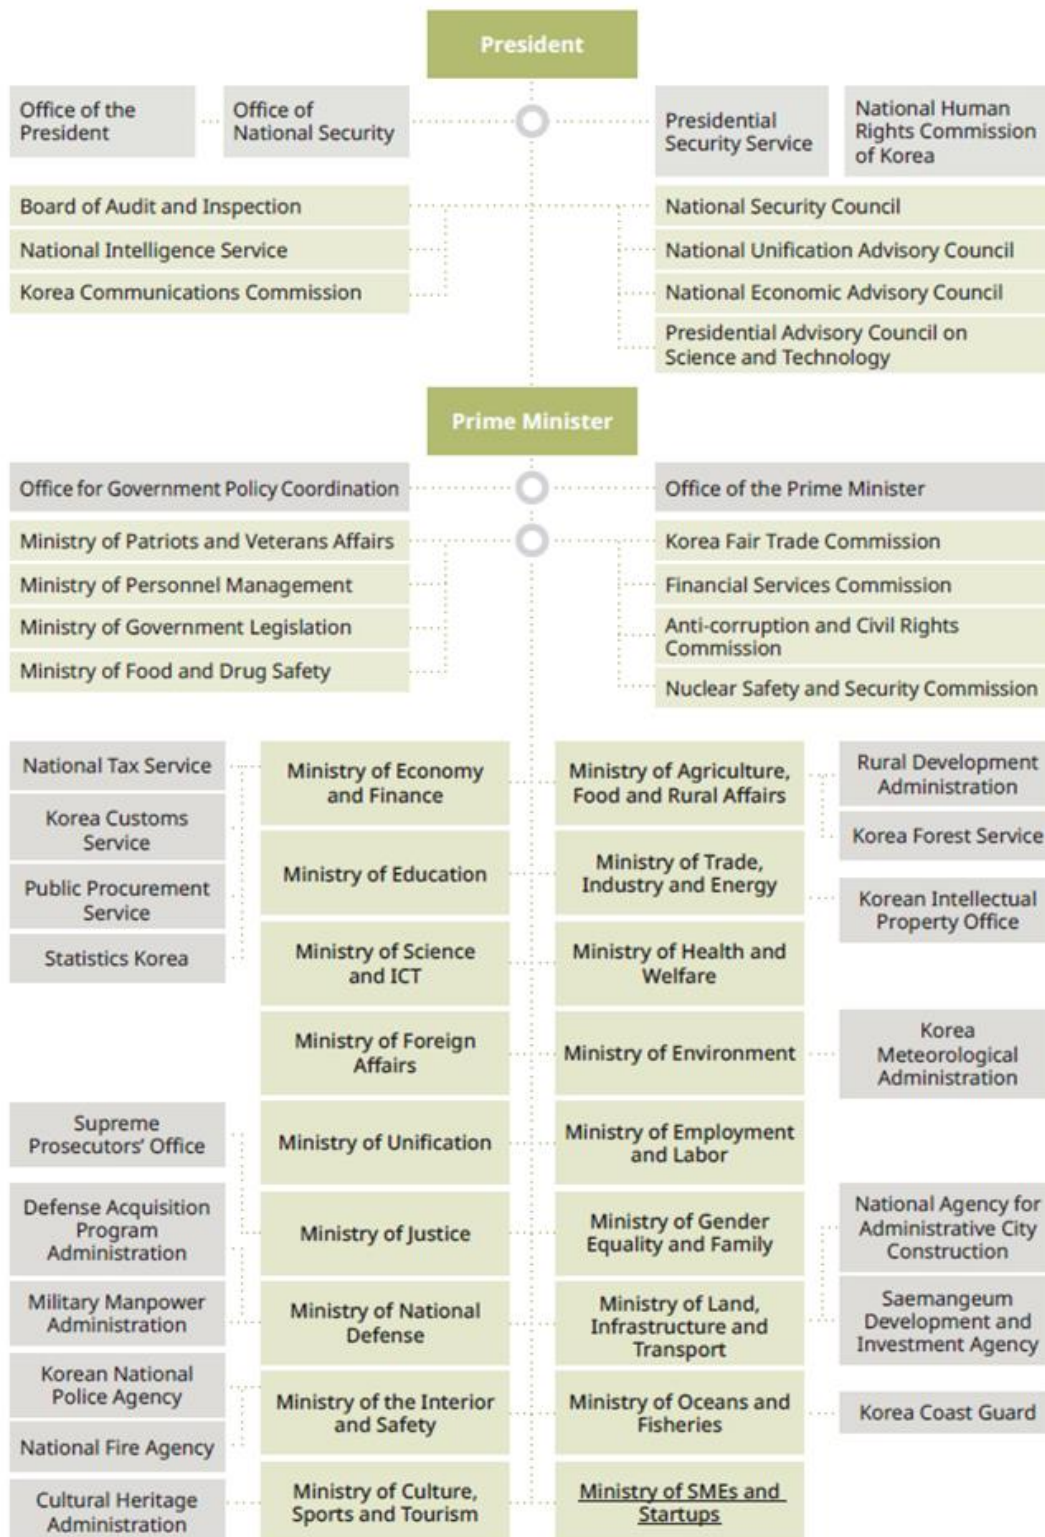 President
Office of the
President
Office of
National Security
Presidential
Security Service
National Human
Rights Commission
of Korea
Board of Audit and Inspection
National Intelligence Service
Korea Communications Commission
National Security Council
National Unification Advisory Council
National Economic Advisory Council
Presidential Advisory Council on
Science and Technology
Prime Minister
Office for Government Policy Coordination
Office of the Prime Minister
Ministry of Patriots and Veterans Affairs
Ministry of Personnel Management
Ministry of Government Legislation
Ministry of Food and Drug Safety
Korea Fair Trade Commission
Financial Services Commission
Anti-corruption and Civil Rights
Commission
Nuclear Safety and Security Commission
National Tax Service
Korea Customs
Service
Public Procurement
Service
Statistics Korea
Ministry of Economy
and Finance
Ministry of Agriculture,
Food and Rural Affairs
Rural Development
Administration
Korea Forest Service
Ministry of Education
Ministry of Trade,
Industry and Energy
Korean Intellectual
Property Office
Ministry of Science
and ICT
Ministry of Health and
Welfare
Ministry of Foreign
Affairs
Ministry of Environment
Korea
Meteorological
Administration
Supreme
Prosecutors’ Office
Ministry of Unification
Ministry of Employment
and Labor
Defense Acquisition
Program
Administration
Ministry of Justice
Ministry of Gender
Equality and Family
National Agency for
Administrative City
Construction
Military Manpower
Administration
Ministry of National
Defense
Ministry of Land,
Infrastructure and
Transport
Saemangeum
Development and
Investment Agency
Korean National
Police Agency
National Fire Agency
Ministry of the Interior
and Safety
Ministry of Oceans and
Fisheries
Korea Coast Guard
Cultural Heritage
Administration
Ministry of Culture,
Sports and Tourism
Ministry of SMEs and
Startups